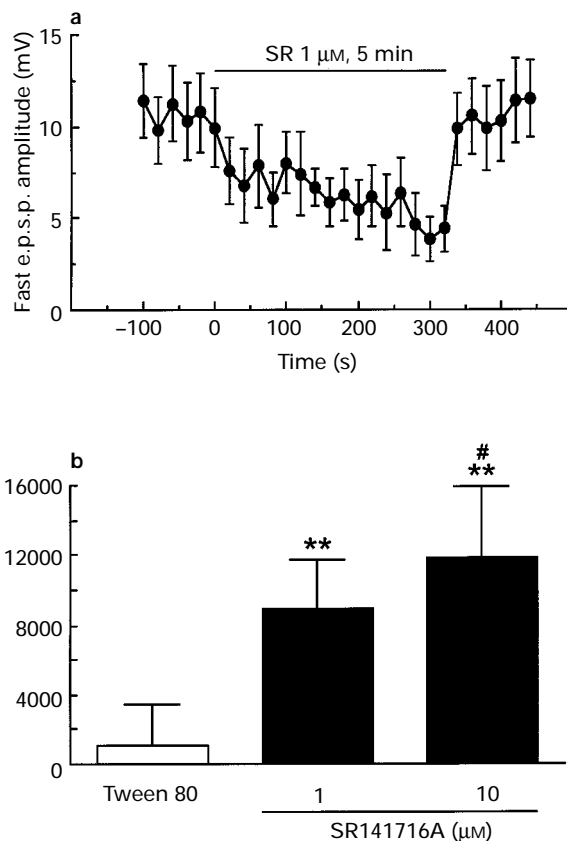 a
SR 1 μM, 5 min
Fast e.p.s.p. amplitude (mV)
15
10
5
0
−100 0 100 200 300 400
Time (s)
b
#
**
**
16000
12000
8000
4000
0
Tween 80 1 10
SR141716A (μM)